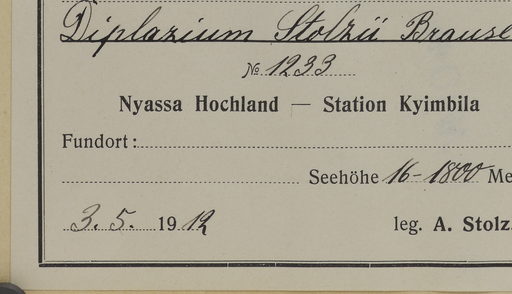 Diplazium Stolzii Brause
№ 1233
Nyassa Hochland — Station Kyimbila
Fundort:
Seehöhe 16-1800 Me
3. 5. 1912
leg. A. Stolz.